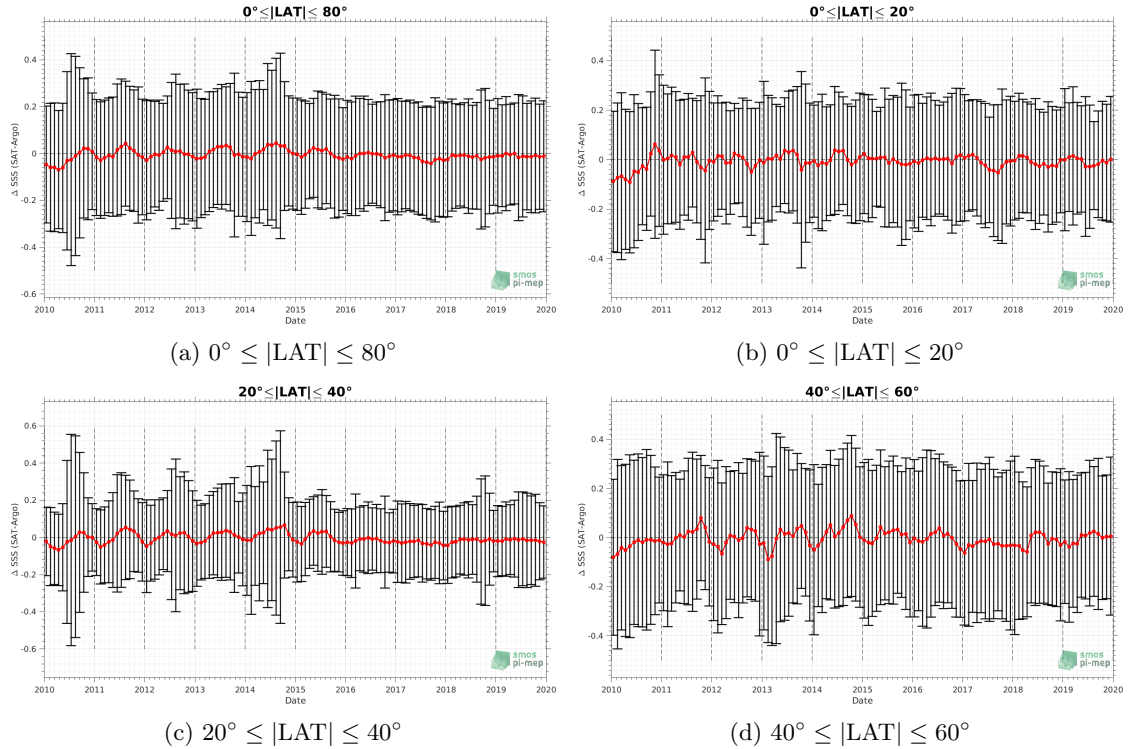 0°≤|LAT|≤ 80°
0.4
0.2
0
-0.2
-0.4
-0.6
Δ SSS (SAT-Argo)
smos
pi-mep
2010 2011 2012 2013 2014 2015 2016 2017 2018 2019 2020
Date
(a) 0° ≤ |LAT| ≤ 80°
0°≤|LAT|≤ 20°
0.4
0.2
0
-0.2
-0.4
Δ SSS (SAT-Argo)
smos
pi-mep
2010 2011 2012 2013 2014 2015 2016 2017 2018 2019 2020
Date
(b) 0° ≤ |LAT| ≤ 20°
20°≤|LAT|≤ 40°
0.6
0.4
0.2
0
-0.2
-0.4
-0.6
Δ SSS (SAT-Argo)
smos
pi-mep
2010 2011 2012 2013 2014 2015 2016 2017 2018 2019 2020
Date
(c) 20° ≤ |LAT| ≤ 40°
40°≤|LAT|≤ 60°
0.4
0.2
0
-0.2
-0.4
Δ SSS (SAT-Argo)
smos
pi-mep
2010 2011 2012 2013 2014 2015 2016 2017 2018 2019 2020
Date
(d) 40° ≤ |LAT| ≤ 60°